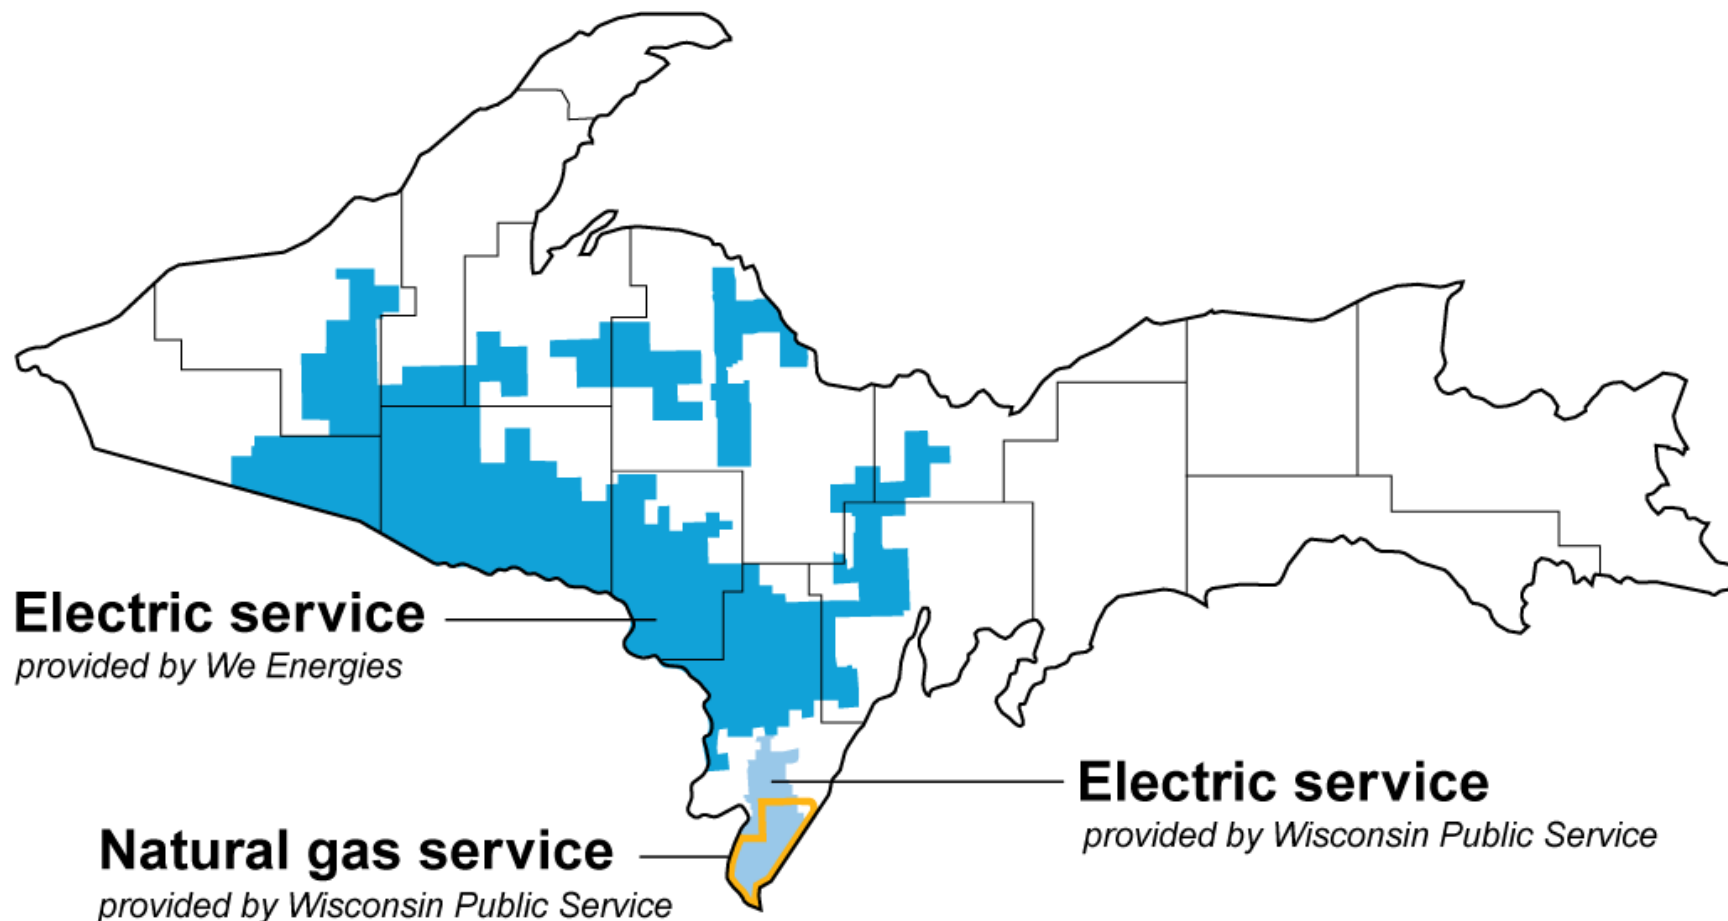 Electric service
provided by We Energies
Electric service
provided by Wisconsin Public Service
Natural gas service
provided by Wisconsin Public Service